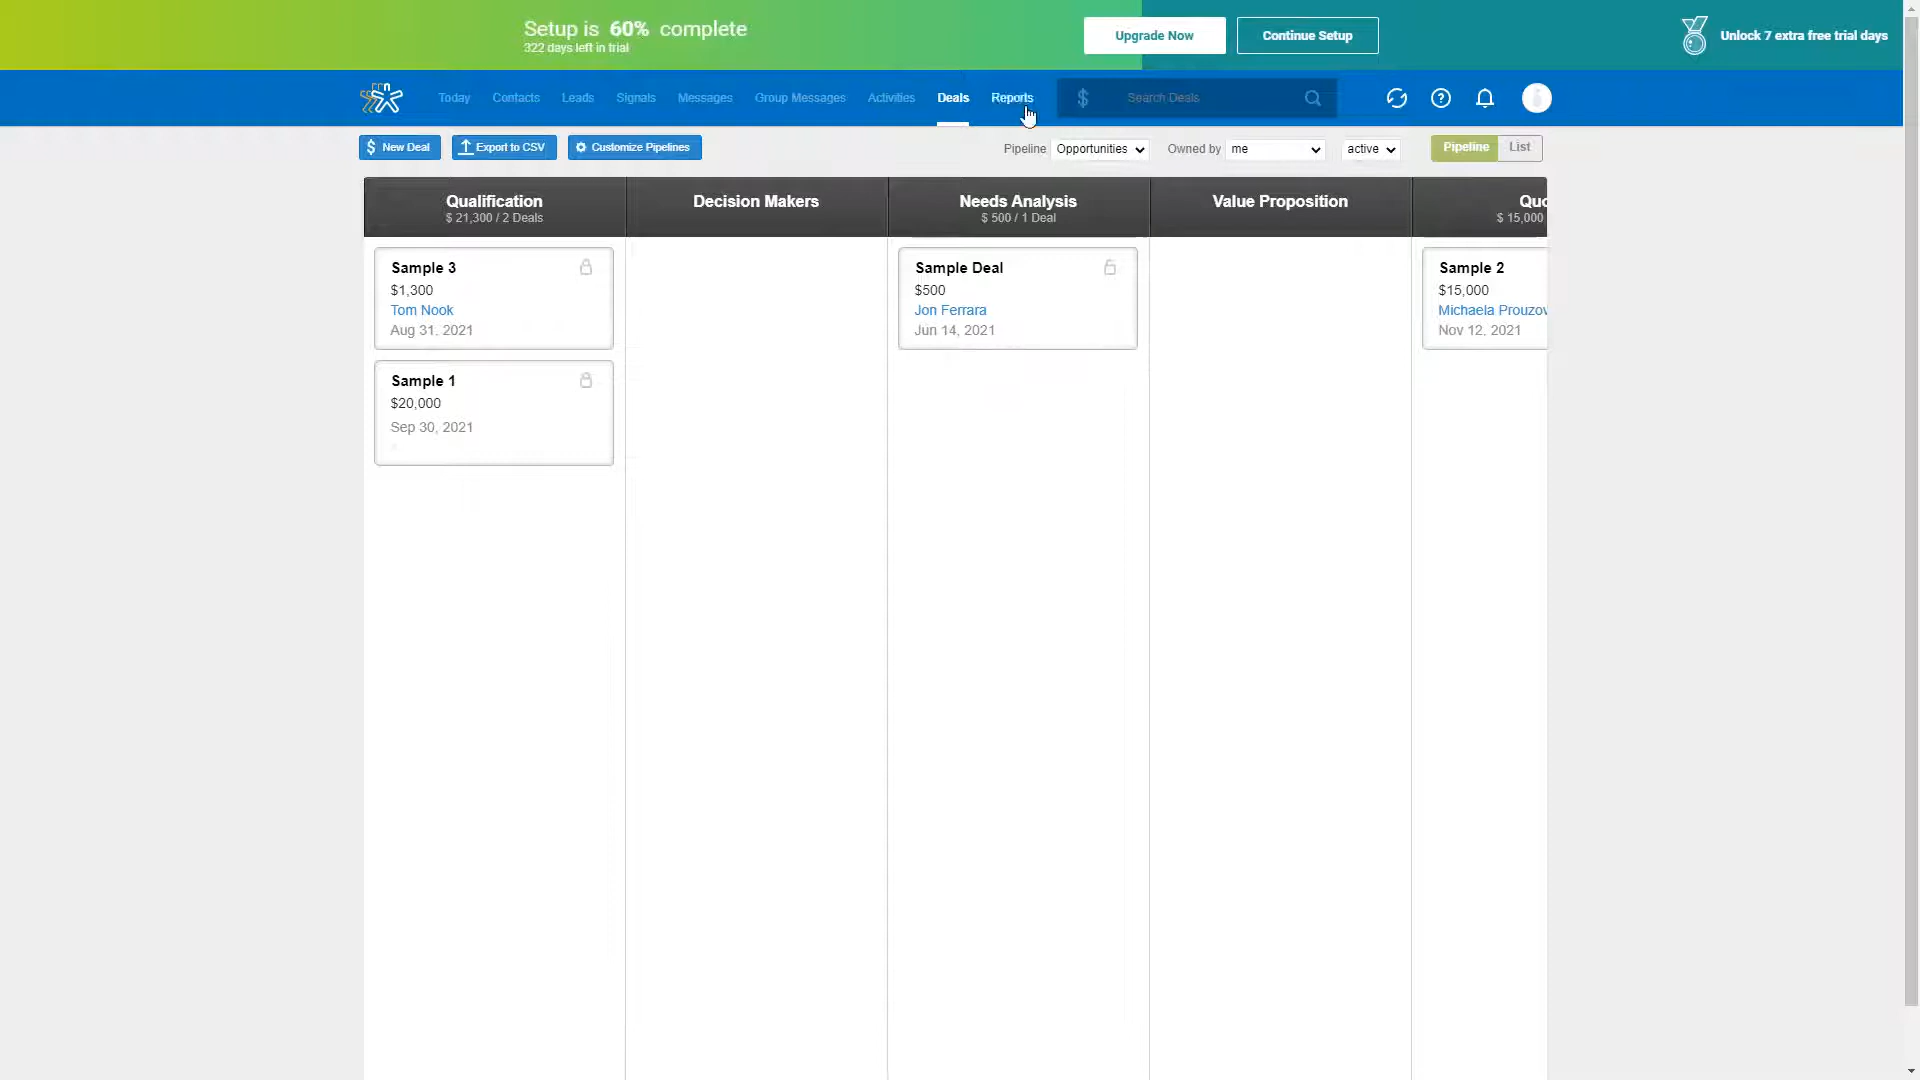 Setup is 60% complete
322 days left in trial
Upgrade Now
Continue Setup
Unlock 7 extra free trial days
Today
Contacts
Leads
Signals
Messages
Group Messages
Activities
Deals
Reports
$
Search Deals
$ New Deal
Export to CSV
Customize Pipelines
Pipeline
Opportunities
Owned by
me
active
Pipeline
List
Qualification
$ 21,300 / 2 Deals
Decision Makers
Needs Analysis
$ 500 / 1 Deal
Value Proposition
Quo
$ 15,000
Sample 3
$1,300
Tom Nook
Aug 31, 2021
Sample 1
$20,000
Sep 30, 2021
Sample Deal
$500
Jon Ferrara
Jun 14, 2021
Sample 2
$15,000
Michaela Prouzov
Nov 12, 2021